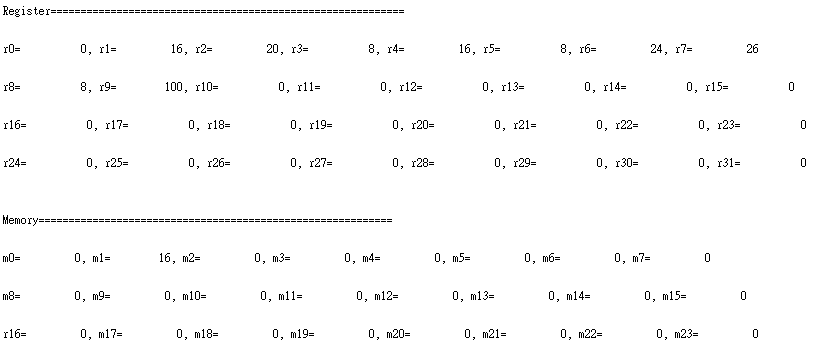 Register============================================================
r0= 0, r1= 16, r2= 20, r3= 8, r4= 16, r5= 8, r6= 24, r7= 26
r8= 8, r9= 100, r10= 0, r11= 0, r12= 0, r13= 0, r14= 0, r15= 0
r16= 0, r17= 0, r18= 0, r19= 0, r20= 0, r21= 0, r22= 0, r23= 0
r24= 0, r25= 0, r26= 0, r27= 0, r28= 0, r29= 0, r30= 0, r31= 0
Memory============================================================
m0= 0, m1= 16, m2= 0, m3= 0, m4= 0, m5= 0, m6= 0, m7= 0
m8= 0, m9= 0, m10= 0, m11= 0, m12= 0, m13= 0, m14= 0, m15= 0
r16= 0, m17= 0, m18= 0, m19= 0, m20= 0, m21= 0, m22= 0, m23= 0